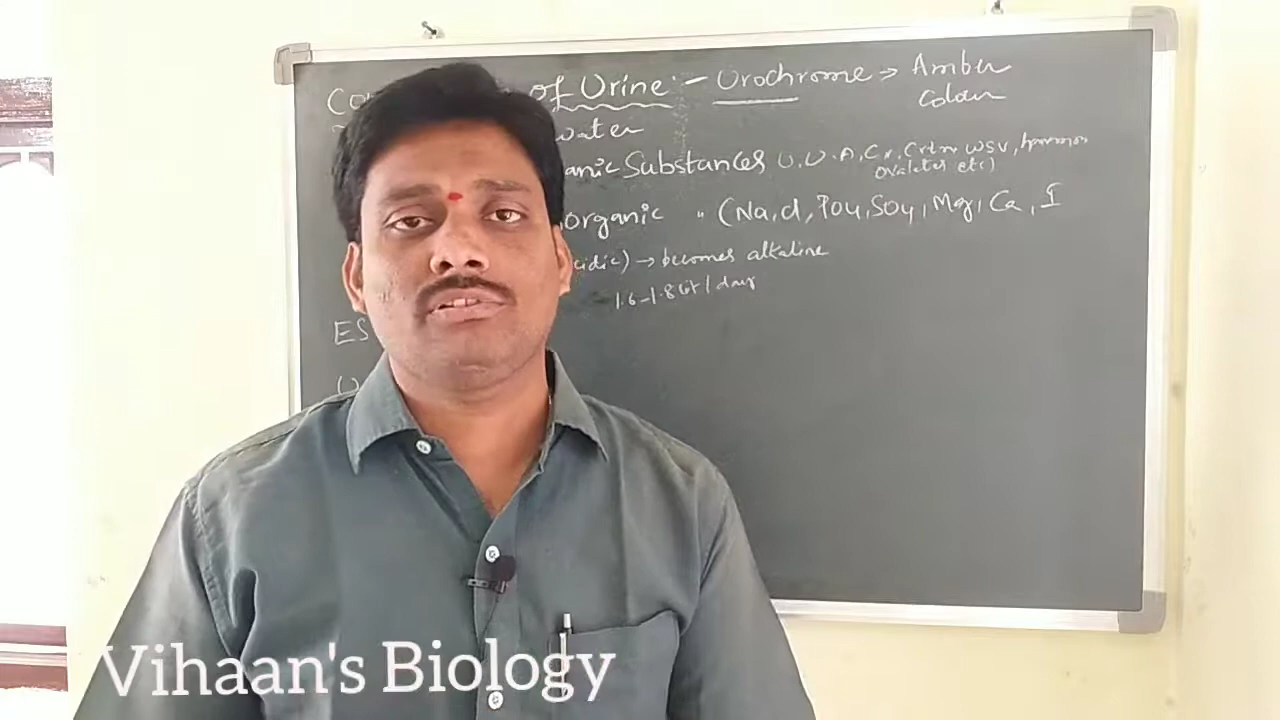 of Urine - Urochrome → Amber
Colour
water
anic Substances U.U.A, Cr, Crtn WSV, hormones
Oxalates etc)
organic " (Na, Cl, PO4, SO4, Mg, Ca, I
cidic) → becomes alkaline
1.6-1.8 lit/day
ES
Vihaan's Biology